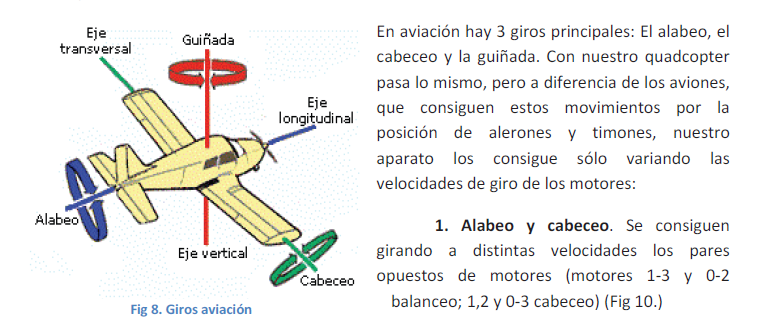 Eje
transversal
Guiñada
Eje
longitudinal
Alabeo
Eje vertical
Cabeceo
Fig 8. Giros aviación
En aviación hay 3 giros principales: El alabeo, el
cabeceo y la guiñada. Con nuestro quadcopter
pasa lo mismo, pero a diferencia de los aviones,
que consiguen estos movimientos por la
posición de alerones y timones, nuestro
aparato los consigue sólo variando las
velocidades de giro de los motores:
1. Alabeo y cabeceo. Se consiguen
girando a distintas velocidades los pares
opuestos de motores (motores 1-3 y 0-2
balanceo; 1,2 y 0-3 cabeceo) (Fig 10.)